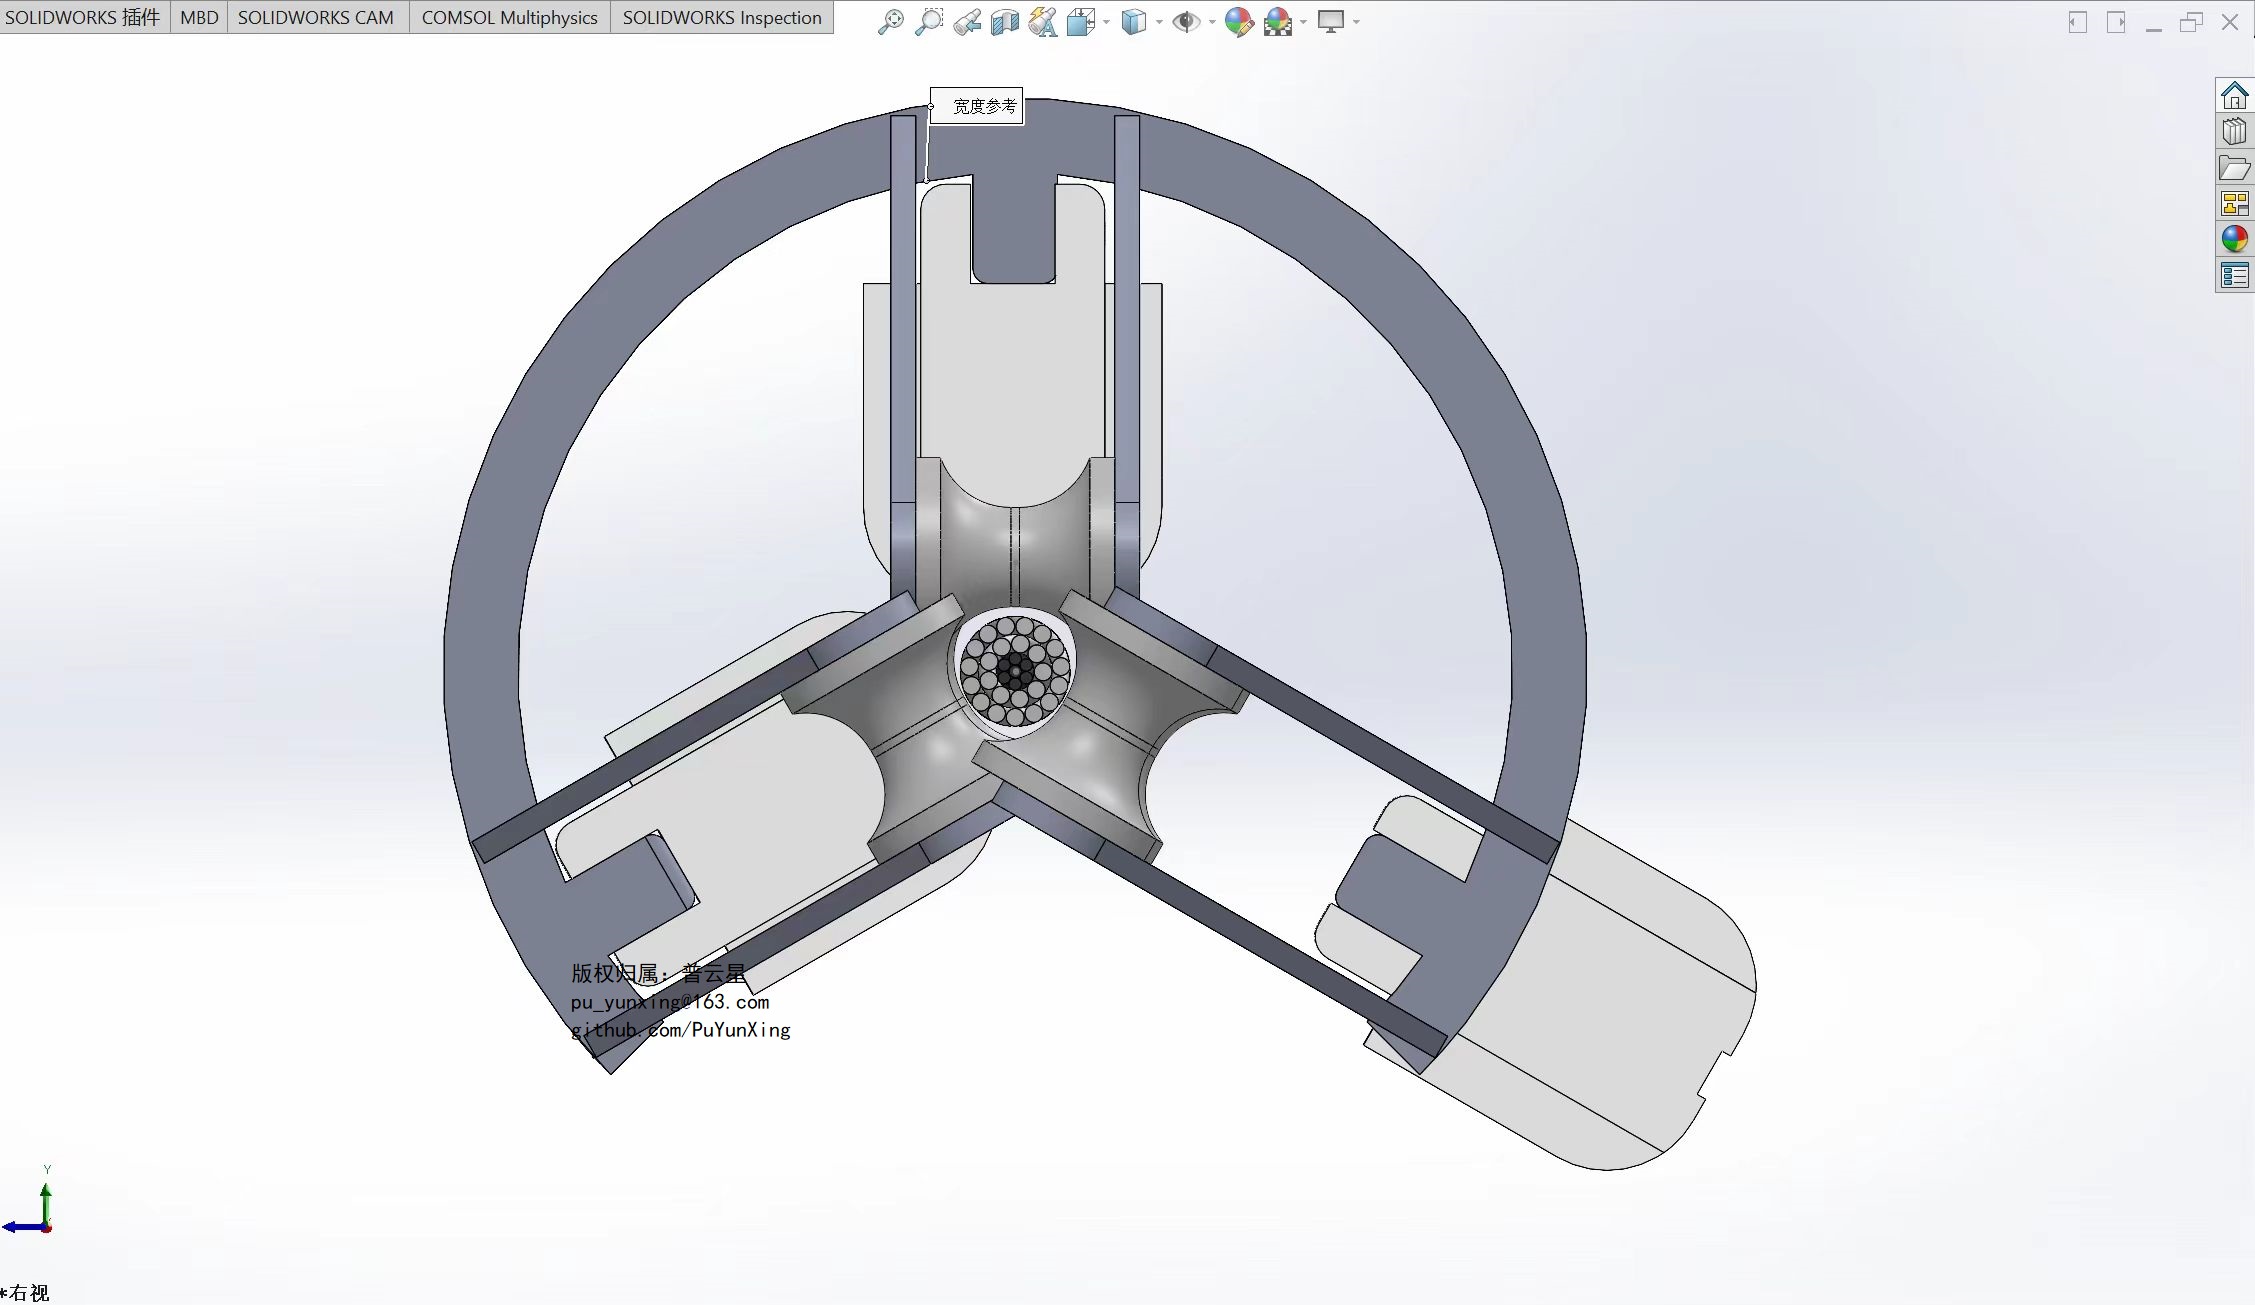 SOLIDWORKS 插件
MBD
SOLIDWORKS CAM
COMSOL Multiphysics
SOLIDWORKS Inspection
宽度参考
版权归属：普云星
pu_yunxing@163.com
github.com/PuYunXing
Y
*右视